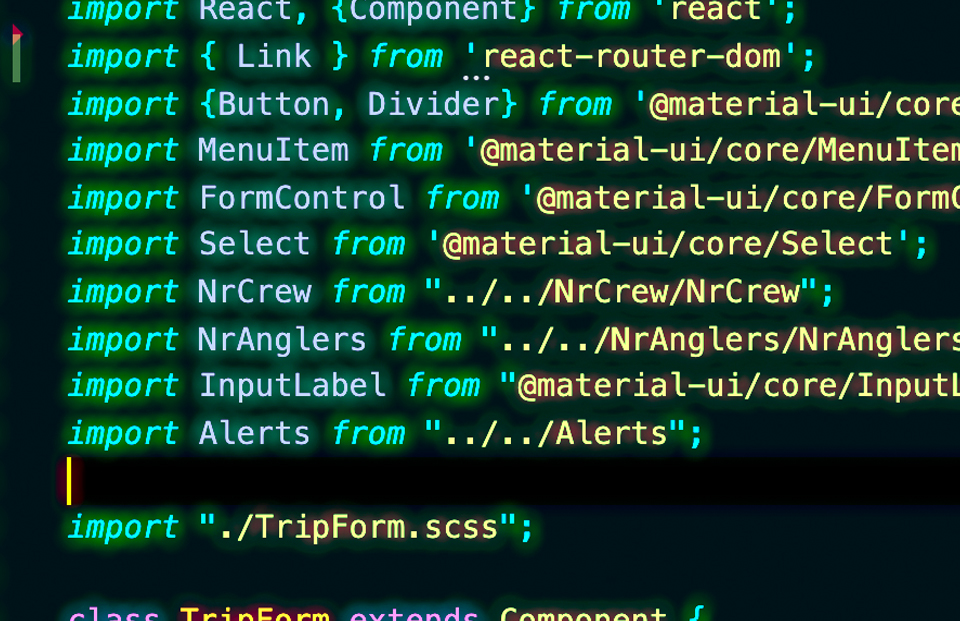 import React, {Component} from 'react';
import { Link } from 'react-router-dom';
import {Button, Divider} from '@material-ui/core
import MenuItem from '@material-ui/core/MenuItem
import FormControl from '@material-ui/core/FormC
import Select from '@material-ui/core/Select';
import NrCrew from "../../NrCrew/NrCrew";
import NrAnglers from "../../NrAnglers/NrAnglers
import InputLabel from "@material-ui/core/InputL
import Alerts from "../../Alerts";
import "./TripForm.scss";
class TripForm extends Component {